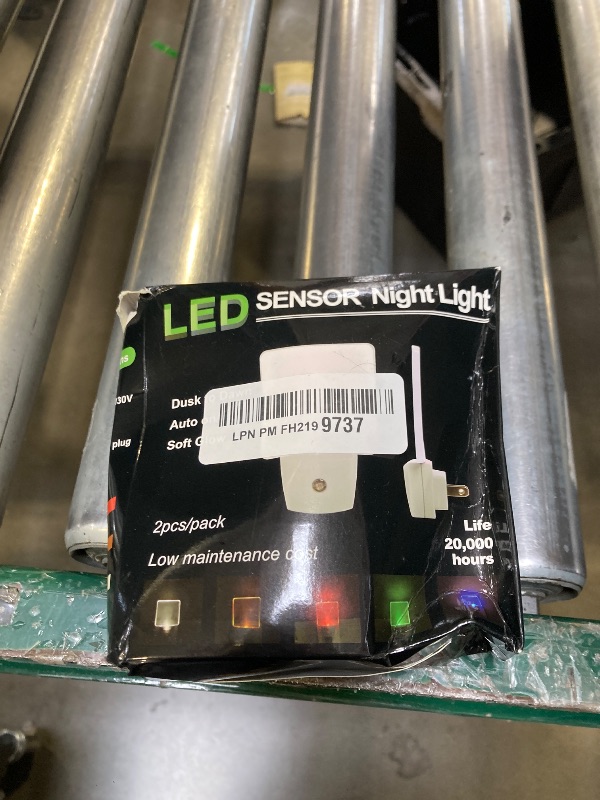 LED SENSOR Night Light
Dusk
Auto
Soft
LPN PM FH219 9737
plug
2pcs/pack
Low maintenance cost
Life
20,000
hours